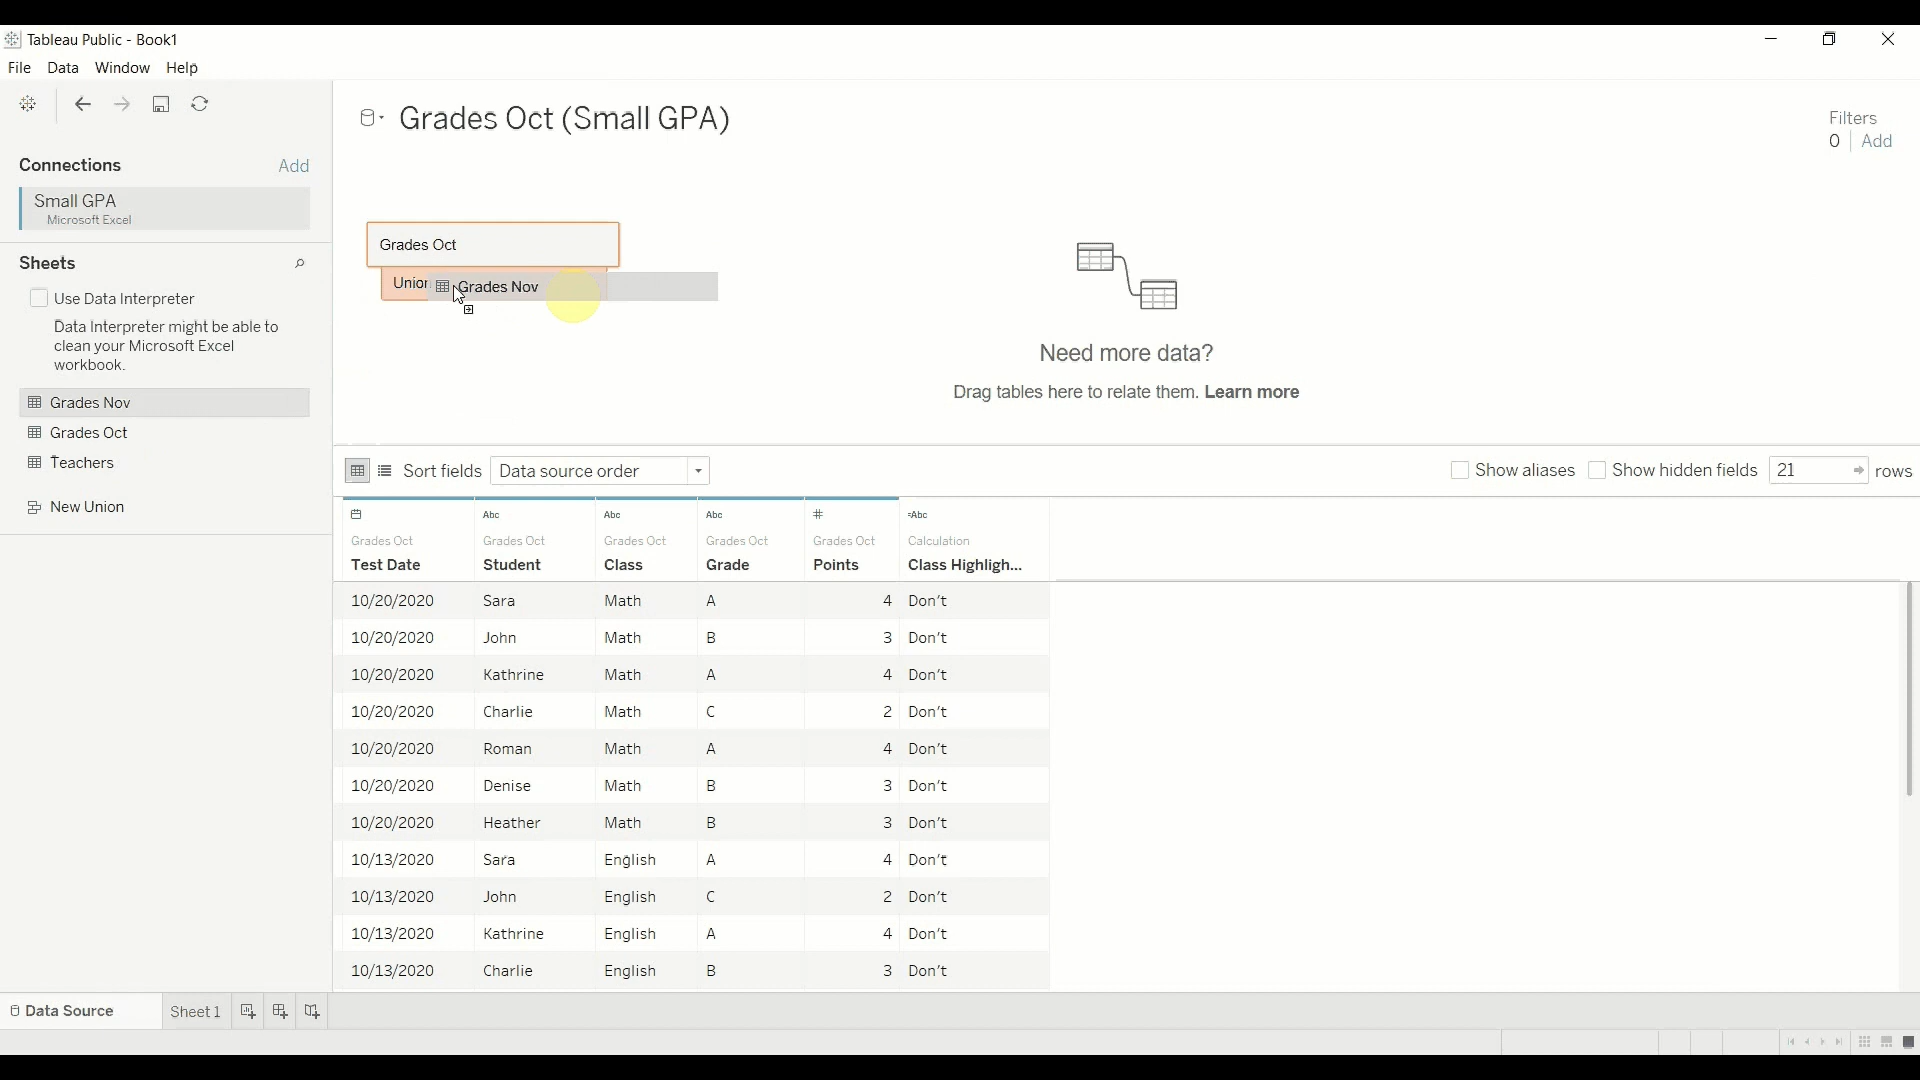 Tableau Public - Book1
File Data Window Help
Connections Add
Small GPA
Microsoft Excel
Sheets
Use Data Interpreter
Data Interpreter might be able to
clean your Microsoft Excel
workbook.
Grades Nov
Grades Oct
Teachers
New Union
Grades Oct (Small GPA)
Filters
0 Add
Grades Oct
Grades Nov
Need more data?
Drag tables here to relate them. Learn more
Sort fields Data source order Show aliases Show hidden fields 21 rows
Abc Abc Abc # =Abc
Grades Oct Grades Oct Grades Oct Grades Oct Grades Oct Calculation
Test Date Student Class Grade Points Class Highligh...
10/20/2020 Sara Math A 4 Don't
10/20/2020 John Math B 3 Don't
10/20/2020 Kathrine Math A 4 Don't
10/20/2020 Charlie Math C 2 Don't
10/20/2020 Roman Math A 4 Don't
10/20/2020 Denise Math B 3 Don't
10/20/2020 Heather Math B 3 Don't
10/13/2020 Sara English A 4 Don't
10/13/2020 John English C 2 Don't
10/13/2020 Kathrine English A 4 Don't
10/13/2020 Charlie English B 3 Don't
Data Source Sheet 1